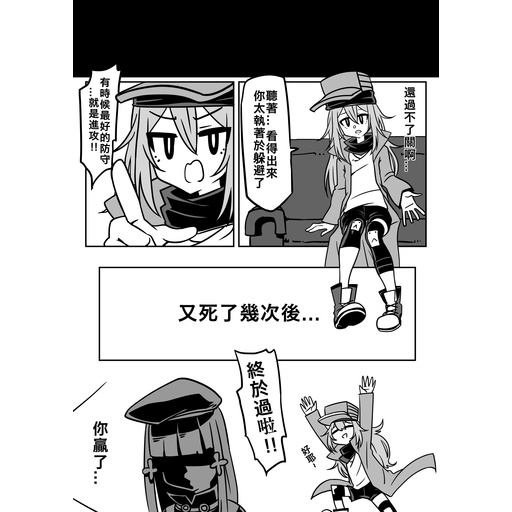 還過不了關啊…
聽著…看得出來
你太執著於躲避了
有時候最好的防守
…就是進攻!!
又死了幾次後…
終於過啦!!
好耶~
你贏了…